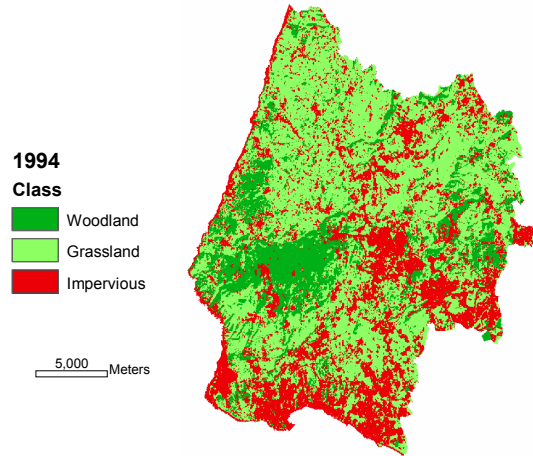 1994
Class
Woodland
Grassland
Impervious
5,000 Meters